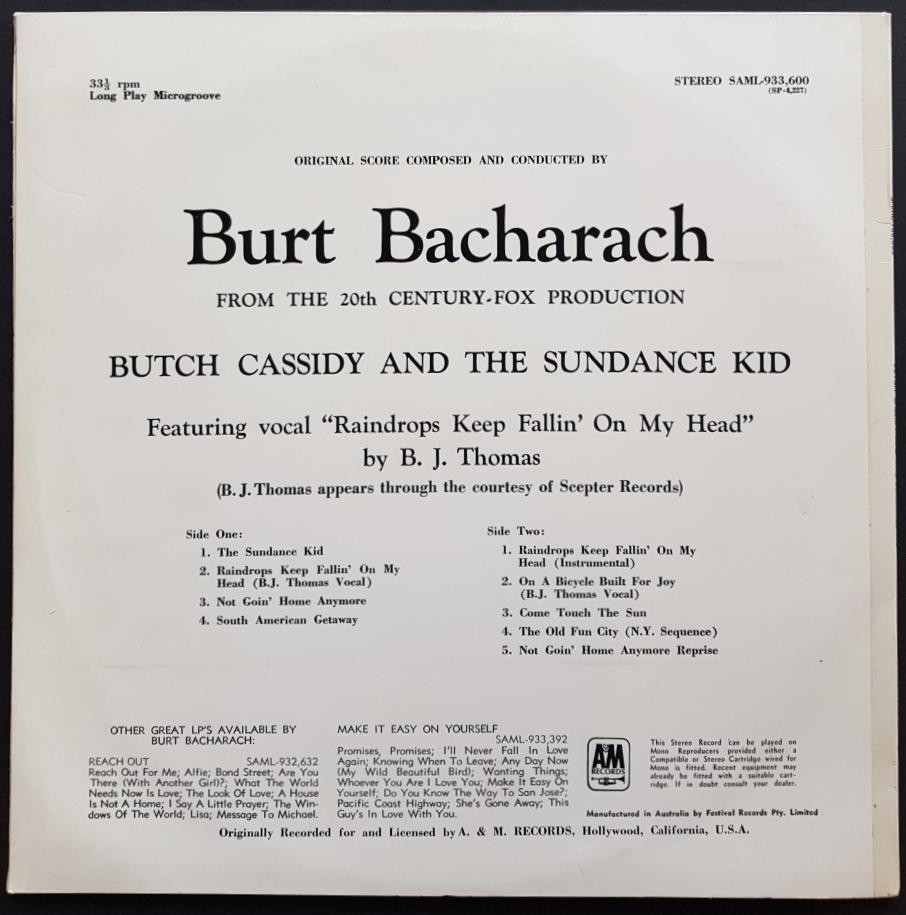 33⅓ rpm
Long Play Microgroove
STEREO SAML-933,600
(SP-4,227)
ORIGINAL SCORE COMPOSED AND CONDUCTED BY
Burt Bacharach
FROM THE 20th CENTURY-FOX PRODUCTION
BUTCH CASSIDY AND THE SUNDANCE KID
Featuring vocal “Raindrops Keep Fallin’ On My Head”
by B. J. Thomas
(B. J. Thomas appears through the courtesy of Scepter Records)
Side One:
1. The Sundance Kid
2. Raindrops Keep Fallin’ On My
Head (B.J. Thomas Vocal)
3. Not Goin’ Home Anymore
4. South American Getaway
Side Two:
1. Raindrops Keep Fallin’ On My
Head (Instrumental)
2. On A Bicycle Built For Joy
(B.J. Thomas Vocal)
3. Come Touch The Sun
4. The Old Fun City (N.Y. Sequence)
5. Not Goin’ Home Anymore Reprise
OTHER GREAT LP'S AVAILABLE BY
BURT BACHARACH:
REACH OUT SAML-932,632
Reach Out For Me; Alfie; Bond Street; Are You
There (With Another Girl)?; What The World
Needs Now Is Love; The Look Of Love; A House
Is Not A Home; I Say A Little Prayer; The Win-
dows Of The World; Lisa; Message To Michael.
MAKE IT EASY ON YOURSELF
SAML-933,392
Promises, Promises; I'll Never Fall In Love
Again; Knowing When To Leave; Any Day Now
(My Wild Beautiful Bird); Wanting Things;
Whoever You Are I Love You; Make It Easy On
Yourself; Do You Know The Way To San Jose?;
Pacific Coast Highway; She's Gone Away; This
Guy's In Love With You.
A&M
RECORDS
This Stereo Record can be played on
Mono Reproducers provided either a
Compatible or Stereo Cartridge wired for
Mono is fitted. Recent equipment may
already be fitted with a suitable cart-
ridge. If in doubt consult your dealer.
Manufactured in Australia by Festival Records Pty. Limited
Originally Recorded for and Licensed by A. & M. RECORDS, Hollywood, California, U.S.A.